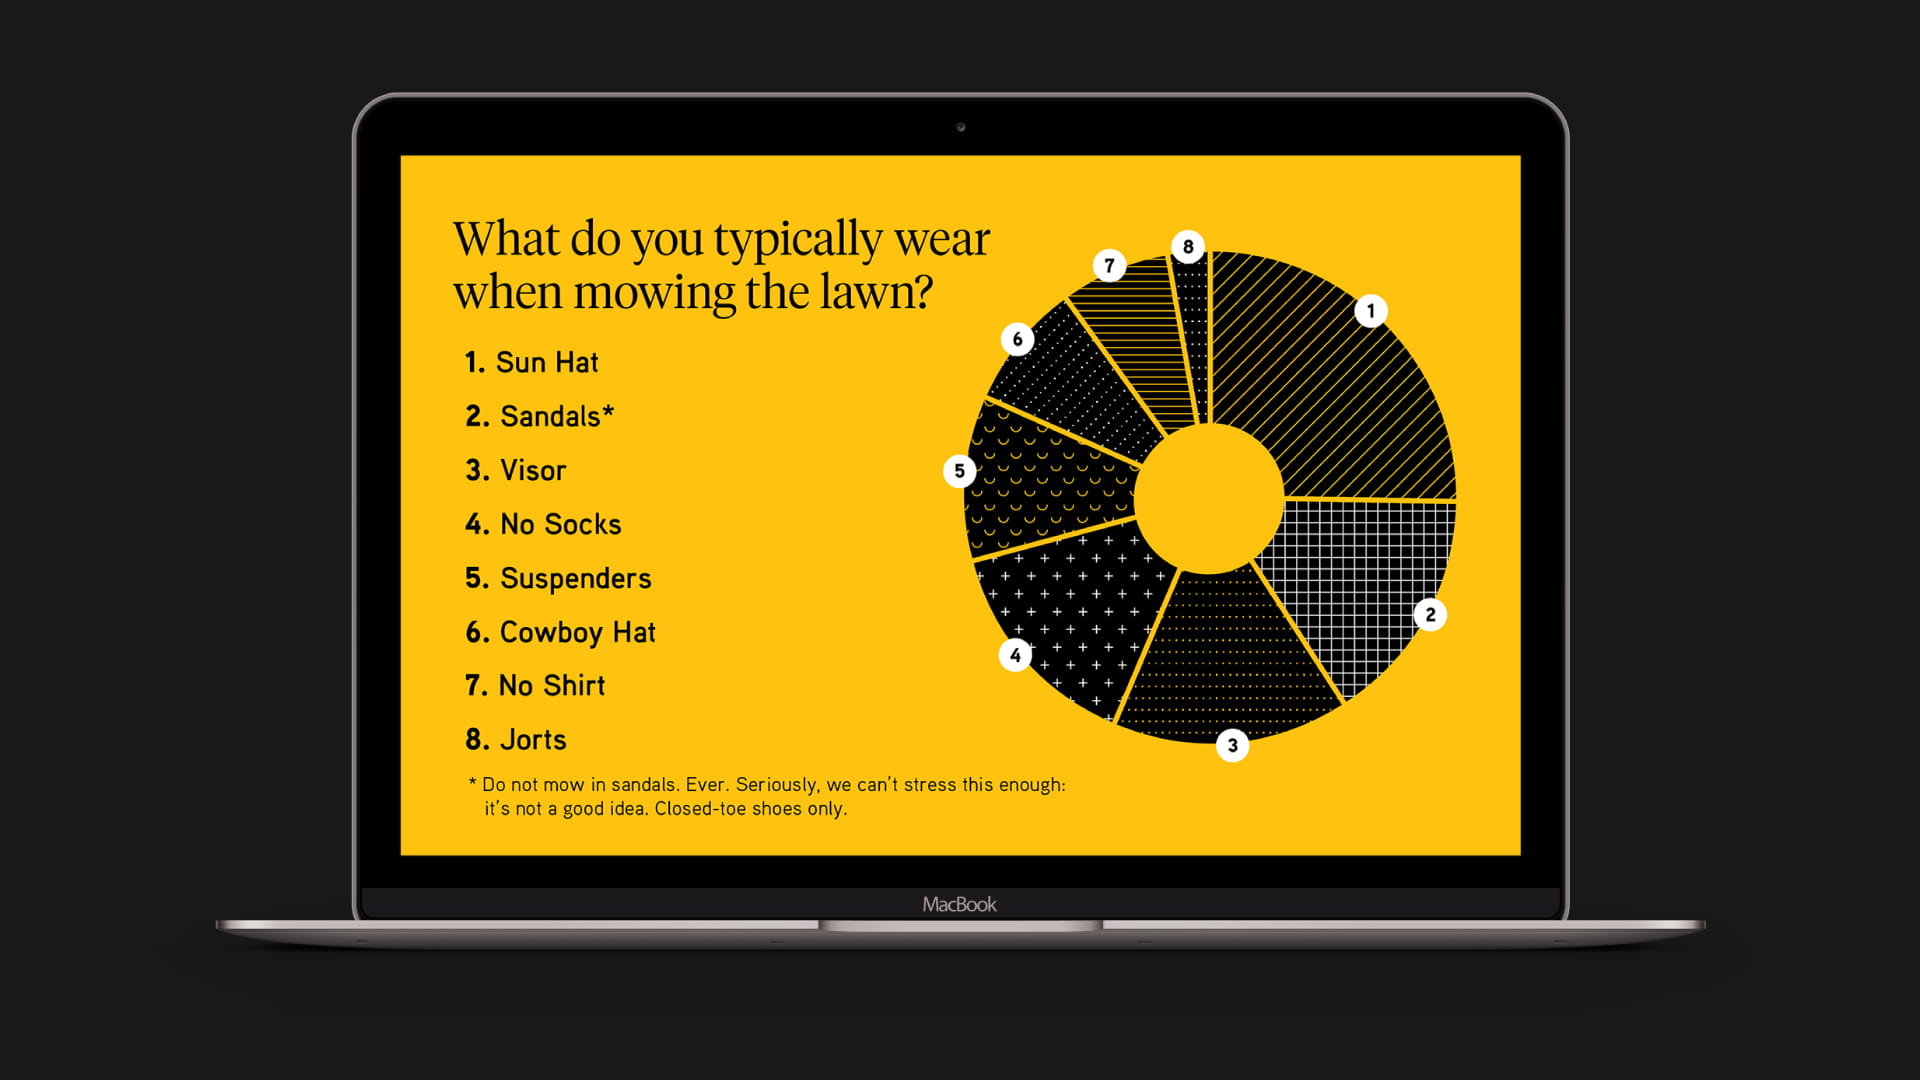 What do you typically wear
when mowing the lawn?
1. Sun Hat
2. Sandals*
3. Visor
4. No Socks
5. Suspenders
6. Cowboy Hat
7. No Shirt
8. Jorts
* Do not mow in sandals. Ever. Seriously, we can't stress this enough:
it's not a good idea. Closed-toe shoes only.
8
7
1
6
5
2
4
3
MacBook